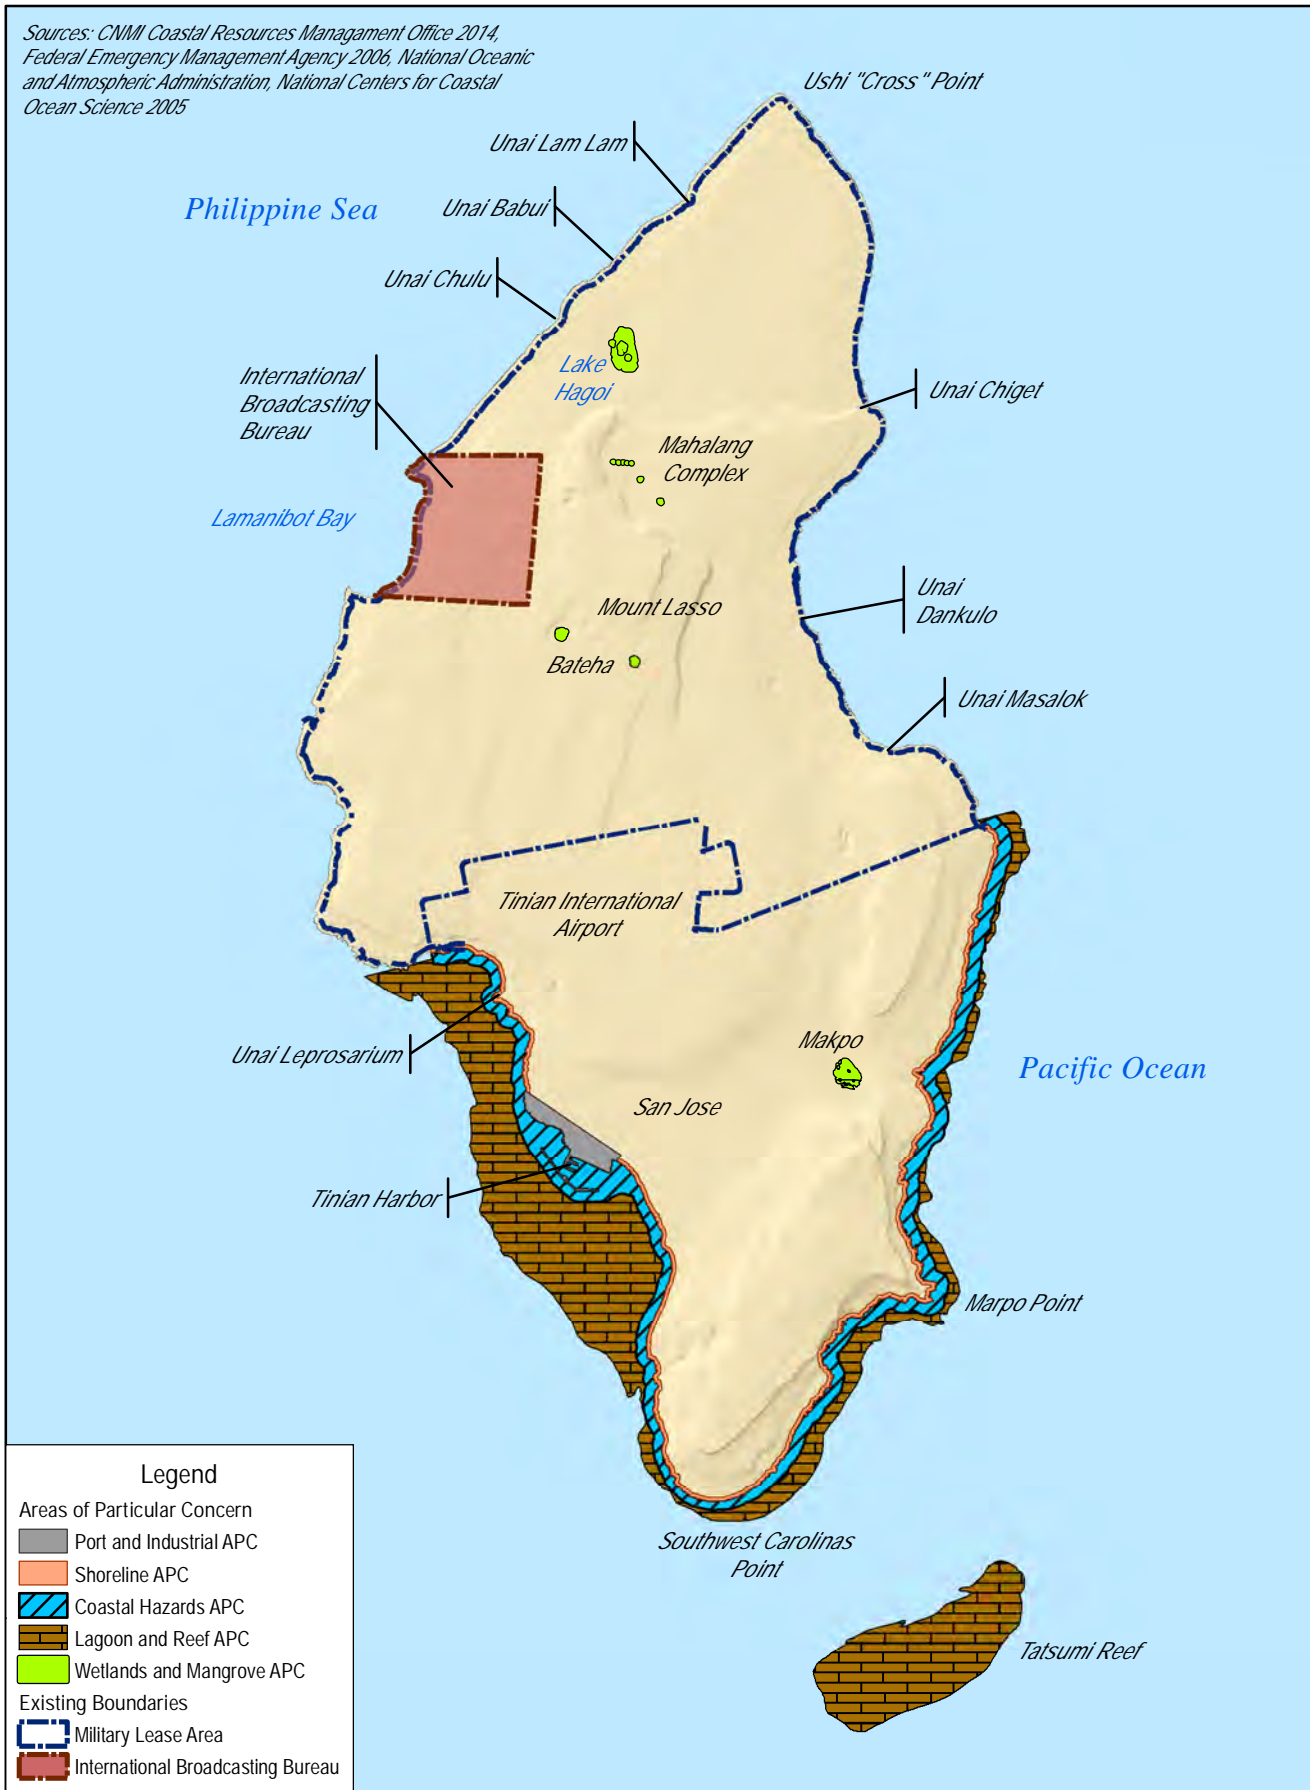 Sources: CNMI Coastal Resources Managament Office 2014,
Federal Emergency Management Agency 2006, National Oceanic
and Atmospheric Administration, National Centers for Coastal
Ocean Science 2005
Ushi "Cross" Point
Unai Lam Lam
Philippine Sea
Unai Babui
Unai Chulu
Lake
Hagoi
International
Broadcasting
Bureau
Unai Chiget
Mahalang
Complex
Lamanibot Bay
Unai
Dankulo
Mount Lasso
Bateha
Unai Masalok
Tinian International
Airport
Unai Leprosarium
Makpo
Pacific Ocean
San Jose
Tinian Harbor
Marpo Point
Southwest Carolinas
Point
Tatsumi Reef
Legend
Areas of Particular Concern
Port and Industrial APC
Shoreline APC
Coastal Hazards APC
Lagoon and Reef APC
Wetlands and Mangrove APC
Existing Boundaries
Military Lease Area
International Broadcasting Bureau